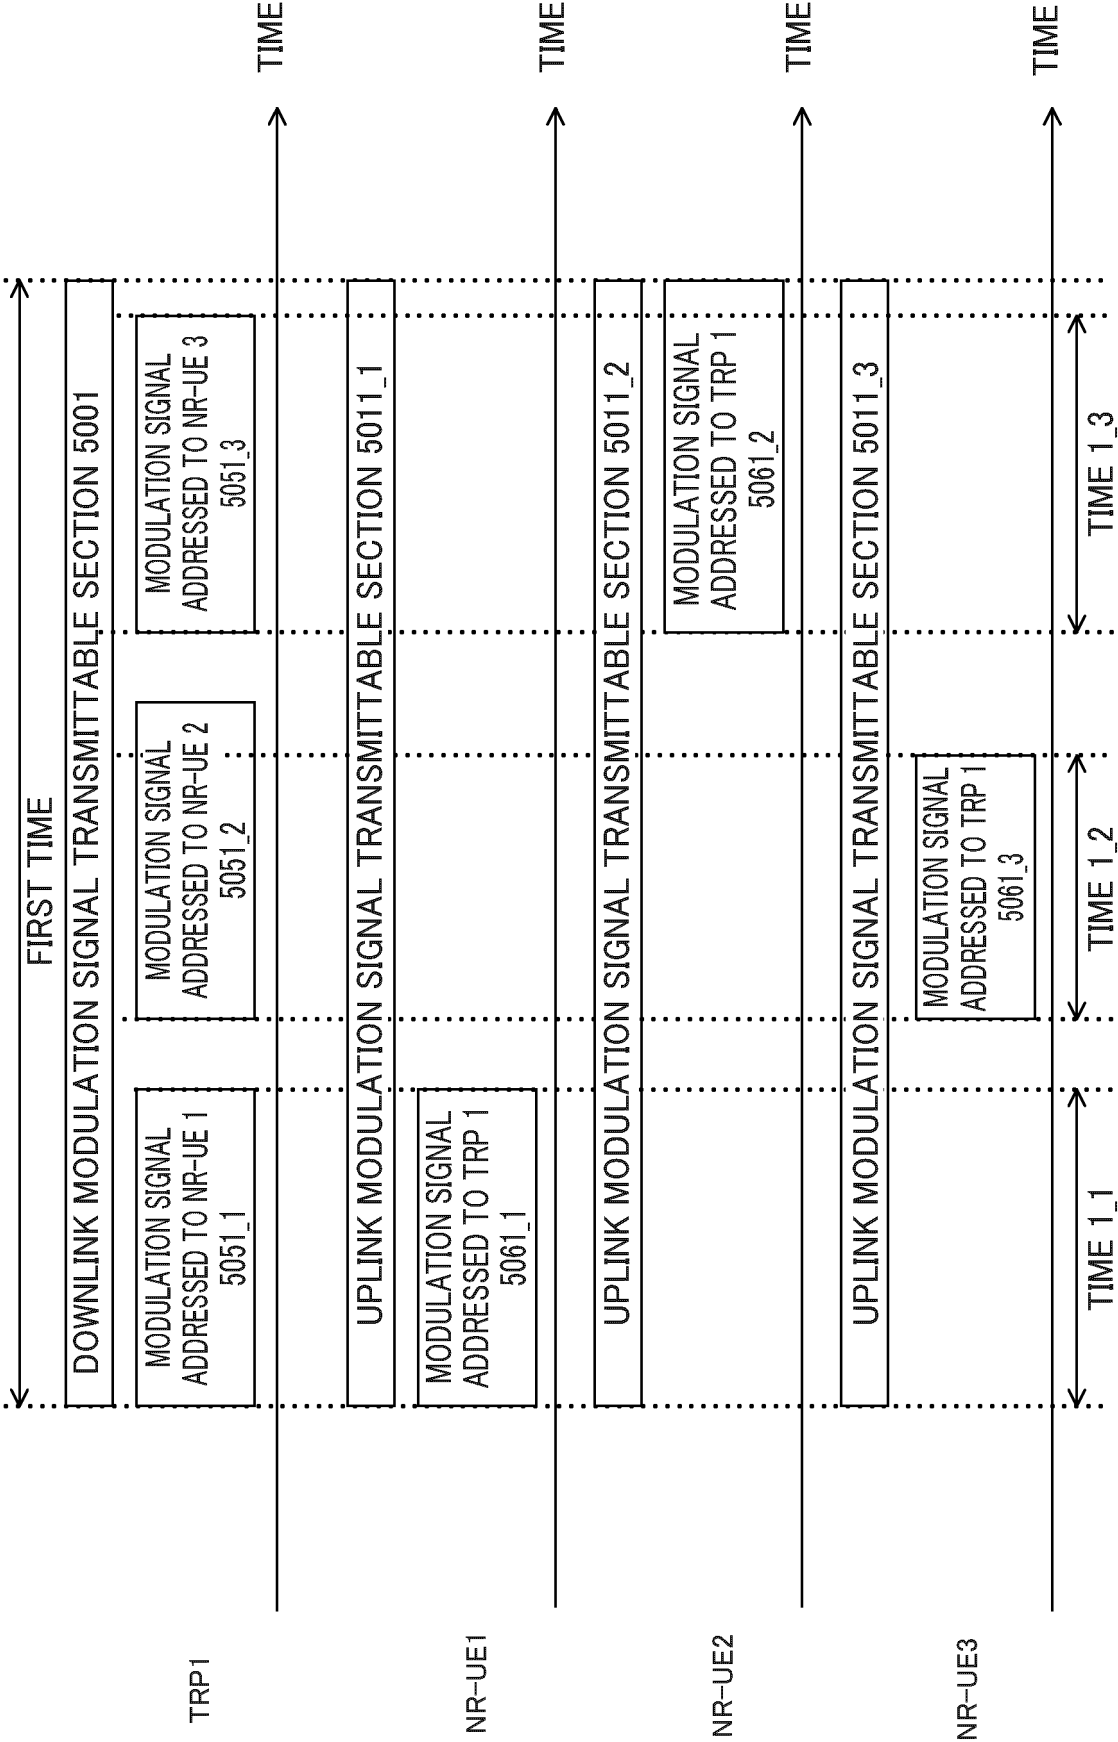 FIRST TIME
DOWNLINK MODULATION SIGNAL TRANSMITTABLE SECTION 5001
TRP1
MODULATION SIGNAL
ADDRESSED TO NR-UE 1
5051_1
MODULATION SIGNAL
ADDRESSED TO NR-UE 2
5051_2
MODULATION SIGNAL
ADDRESSED TO NR-UE 3
5051_3
TIME
UPLINK MODULATION SIGNAL TRANSMITTABLE SECTION 5011_1
NR-UE1
MODULATION SIGNAL
ADDRESSED TO TRP 1
5061_1
TIME
UPLINK MODULATION SIGNAL TRANSMITTABLE SECTION 5011_2
NR-UE2
MODULATION SIGNAL
ADDRESSED TO TRP 1
5061_2
TIME
UPLINK MODULATION SIGNAL TRANSMITTABLE SECTION 5011_3
NR-UE3
MODULATION SIGNAL
ADDRESSED TO TRP 1
5061_3
TIME
TIME 1_1
TIME 1_2
TIME 1_3